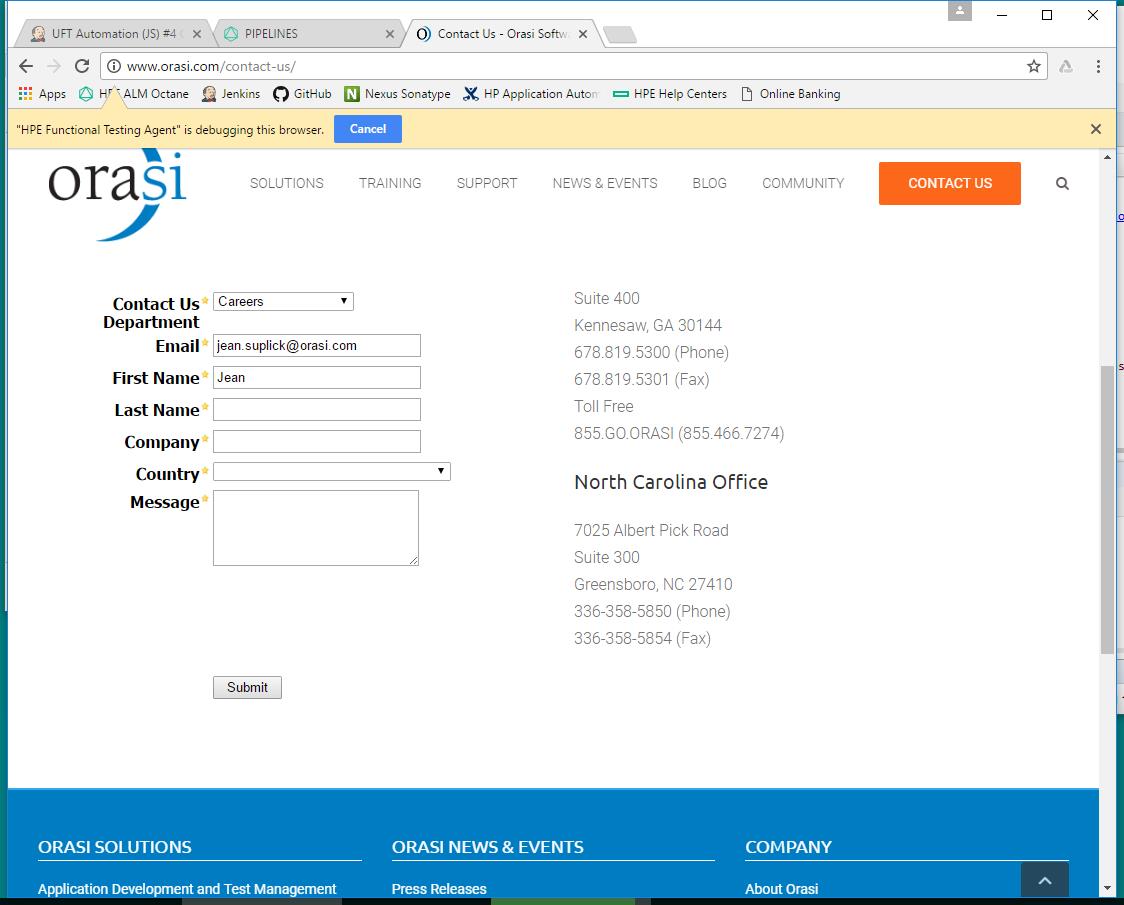 UFT Automation (JS) #4
PIPELINES
Contact Us - Orasi Softw
www.orasi.com/contact-us/
Apps
HPE ALM Octane
Jenkins
GitHub
Nexus Sonatype
HP Application Autom
HPE Help Centers
Online Banking
"HPE Functional Testing Agent" is debugging this browser.
Cancel
orasi
SOLUTIONS
TRAINING
SUPPORT
NEWS & EVENTS
BLOG
COMMUNITY
CONTACT US
Contact Us
Department
Careers
Email
jean.suplick@orasi.com
First Name
Jean
Last Name
Company
Country
Message
Submit
Suite 400
Kennesaw, GA 30144
678.819.5300 (Phone)
678.819.5301 (Fax)
Toll Free
855.GO.ORASI (855.466.7274)
North Carolina Office
7025 Albert Pick Road
Suite 300
Greensboro, NC 27410
336-358-5850 (Phone)
336-358-5854 (Fax)
ORASI SOLUTIONS
Application Development and Test Management
ORASI NEWS & EVENTS
Press Releases
COMPANY
About Orasi